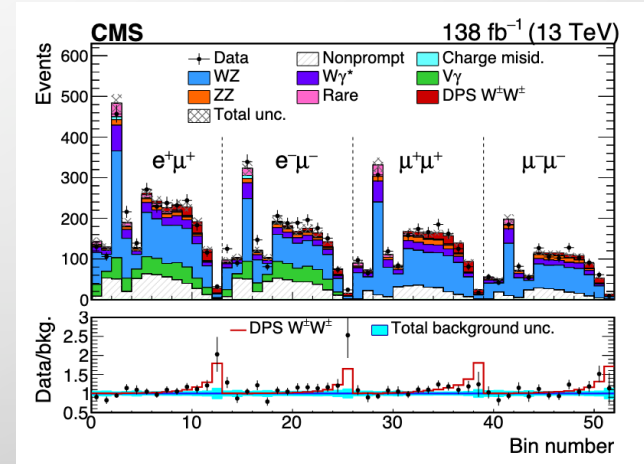 CMS 138 fb⁻¹ (13 TeV)
Events
600
500
400
300
200
100
0
Data Nonprompt Charge misid.
WZ Wγ* Vγ
ZZ Rare DPS W±W±
Total unc.
e⁺μ⁺ e⁻μ⁻ μ⁺μ⁺ μ⁻μ⁻
Data/bkg.
3
2.5
2
1.5
1
0.5
DPS W±W± Total background unc.
0 10 20 30 40 50
Bin number